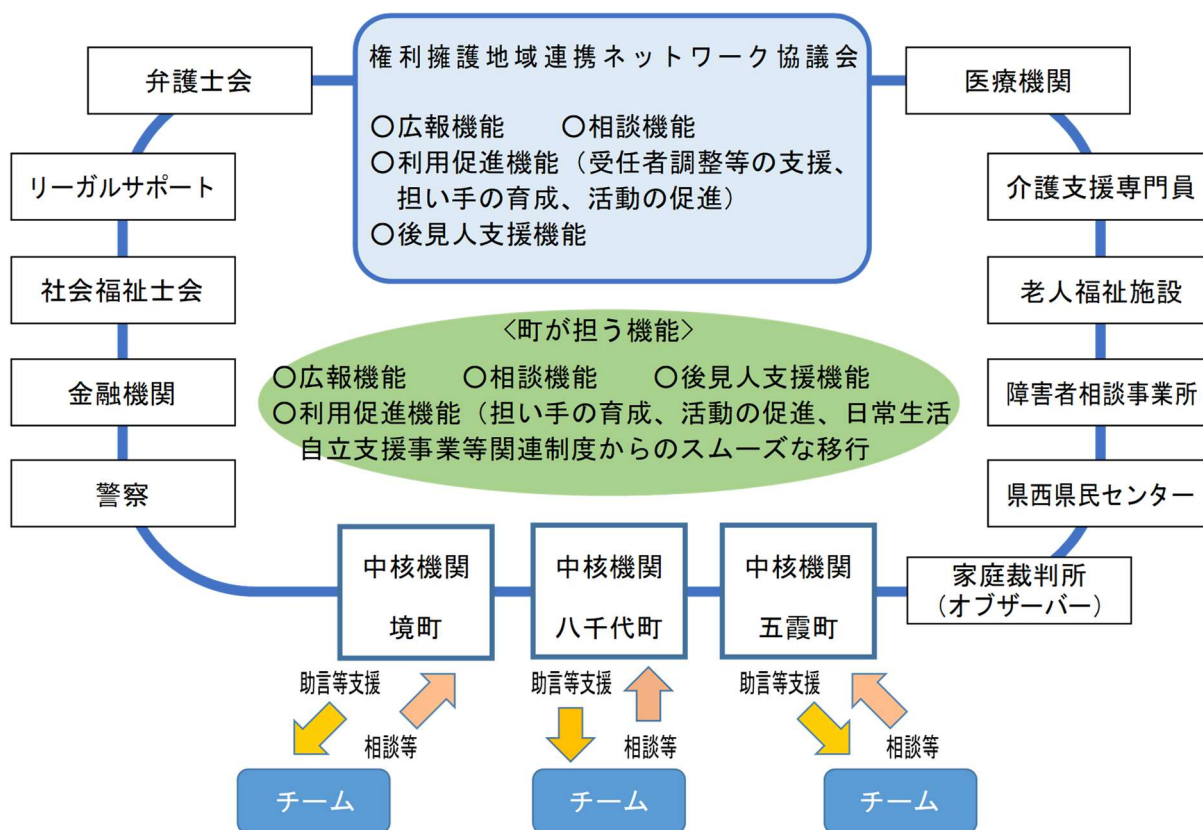 権利擁護地域連携ネットワーク協議会
〇広報機能　　〇相談機能
〇利用促進機能（受任者調整等の支援、
担い手の育成、活動の促進）
〇後見人支援機能
弁護士会
リーガルサポート
社会福祉士会
金融機関
警察
医療機関
介護支援専門員
老人福祉施設
障害者相談事業所
県西県民センター
家庭裁判所
（オブザーバー）
<町が担う機能>
〇広報機能　　〇相談機能　　〇後見人支援機能
〇利用促進機能（担い手の育成、活動の促進、日常生活
自立支援事業等関連制度からのスムーズな移行
中核機関
境町
中核機関
八千代町
中核機関
五霞町
助言等支援
相談等
助言等支援
相談等
助言等支援
相談等
チーム
チーム
チーム